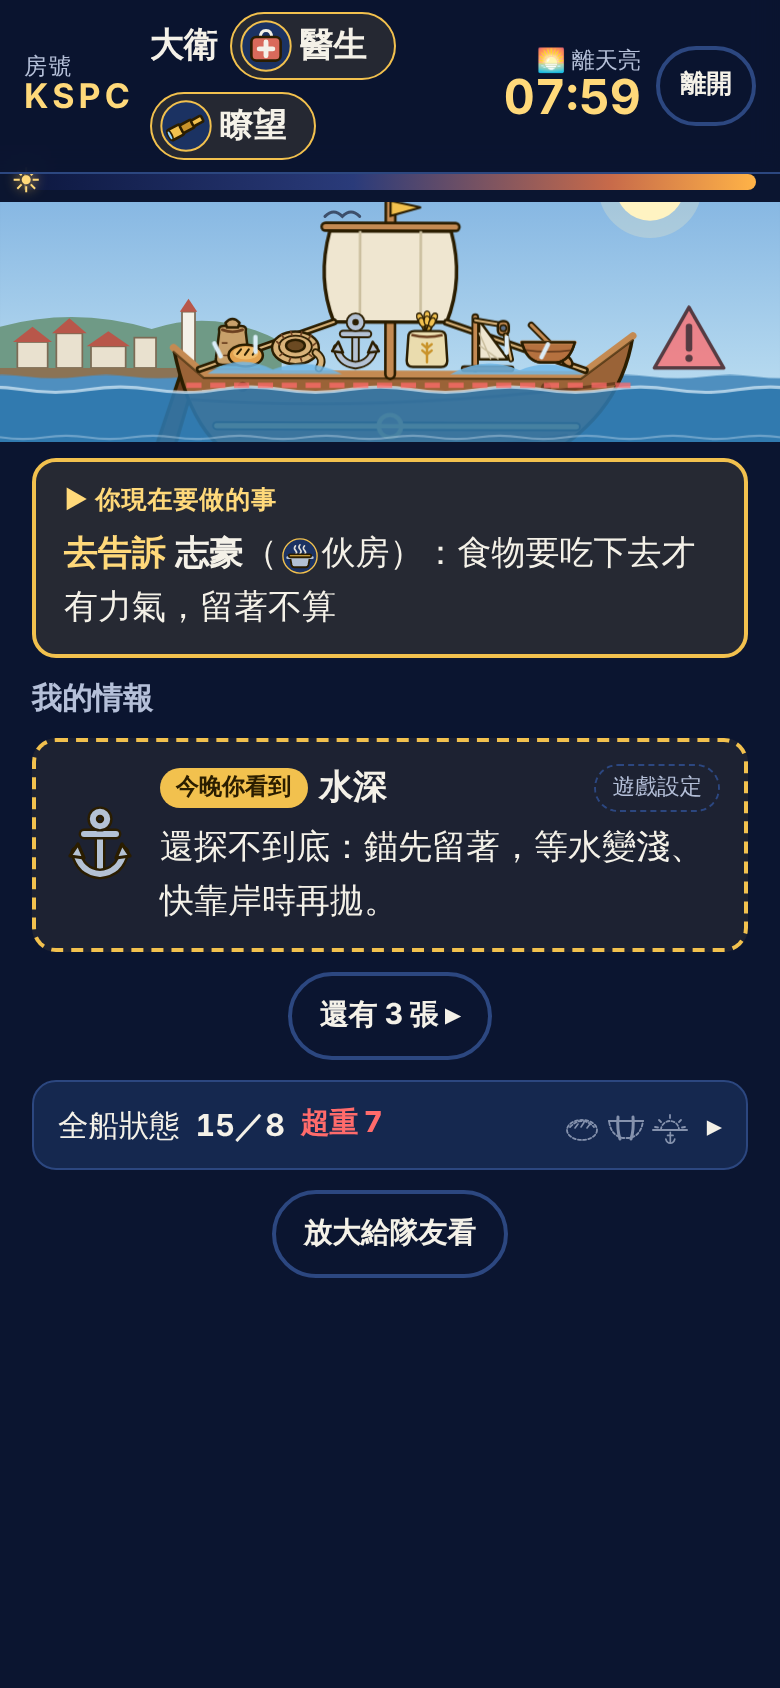 房號
KSPC
大衛 醫生
瞭望
離天亮
07:59
離開
你現在要做的事
去告訴 志豪（伙房）：食物要吃下去才
有力氣，留著不算
我的情報
今晚你看到 水深
遊戲設定
還探不到底：錨先留著，等水變淺、
快靠岸時再拋。
還有 3 張 ▸
全船狀態 15／8 超重 7 ▸
放大給隊友看